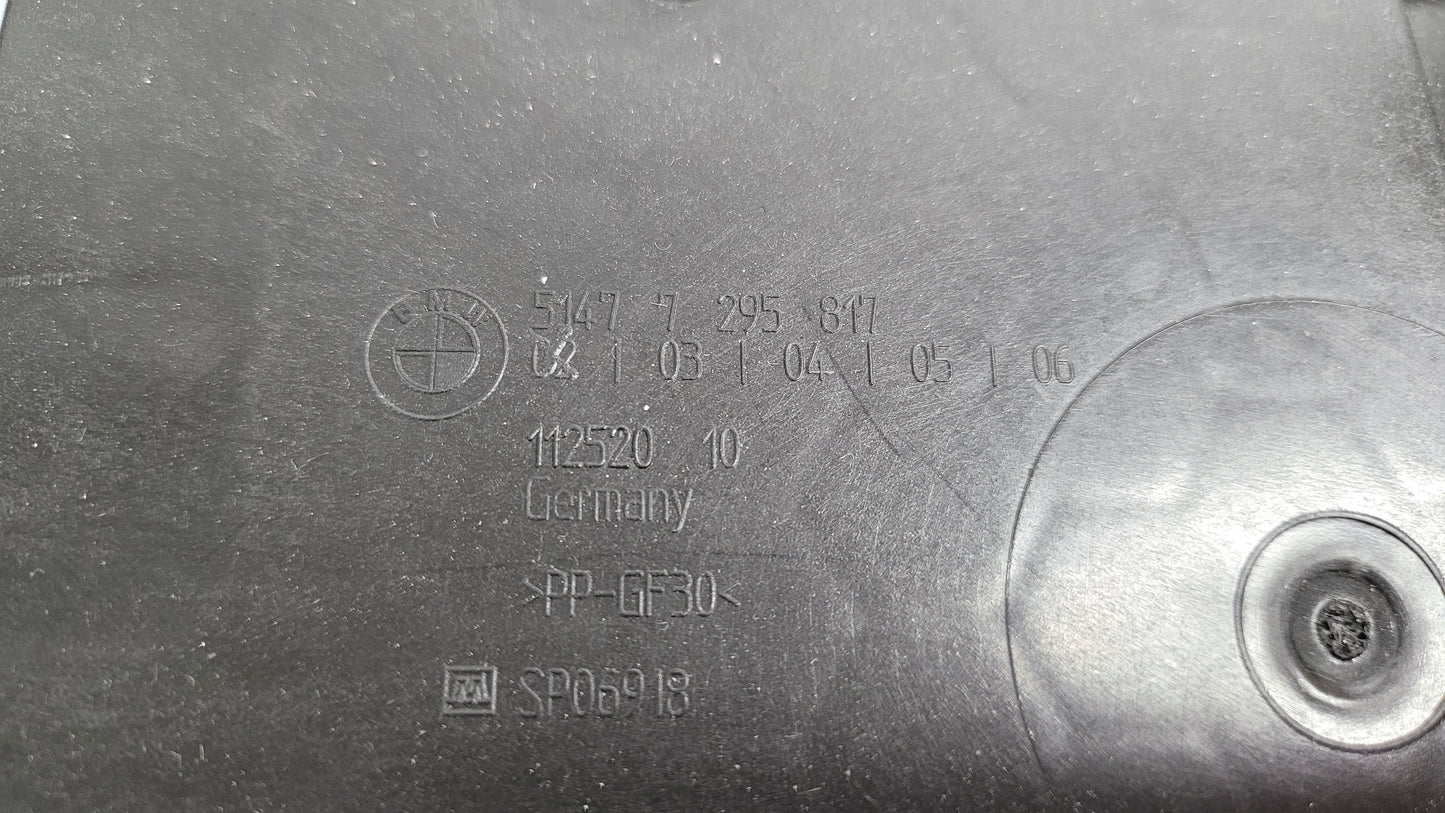 BMW
5147 7 295 817
02 | 03 | 04 | 05 | 06
112520 10
Germany
>PP-GF30<
SP06918